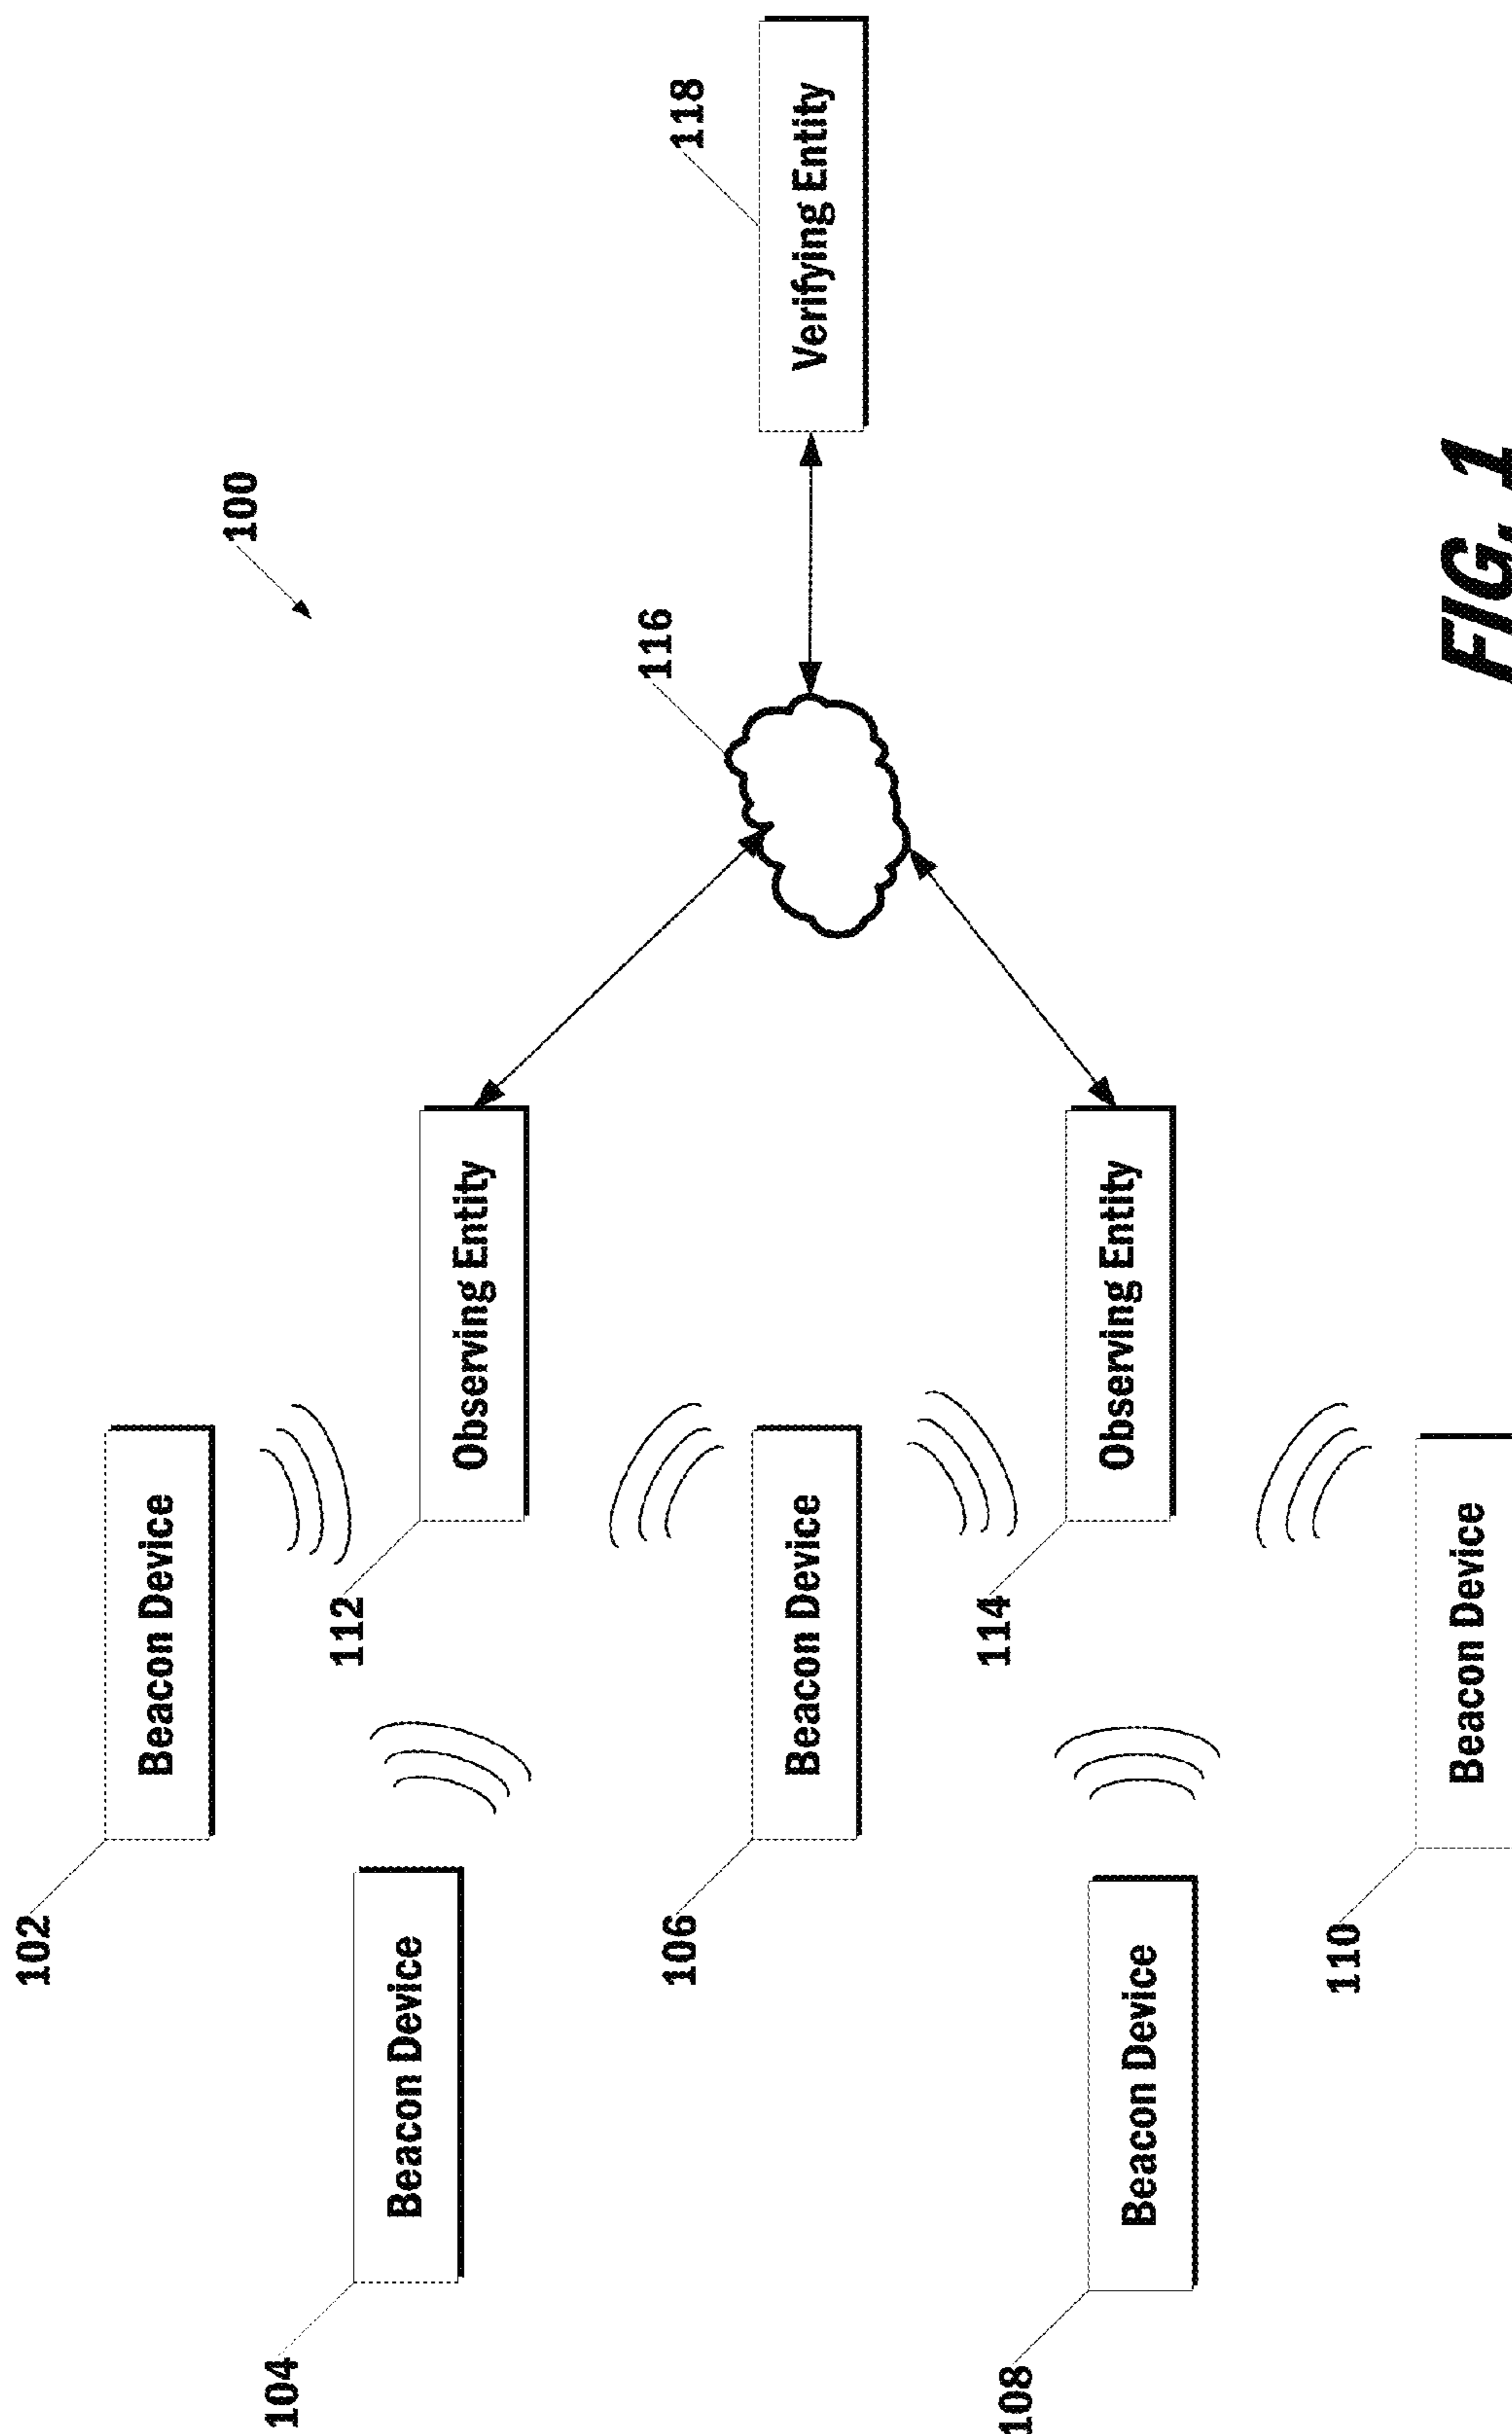 100
102
Beacon Device
104
Beacon Device
112
Observing Entity
116
118
Verifying Entity
106
Beacon Device
114
Observing Entity
108
Beacon Device
110
Beacon Device
FIG. 1